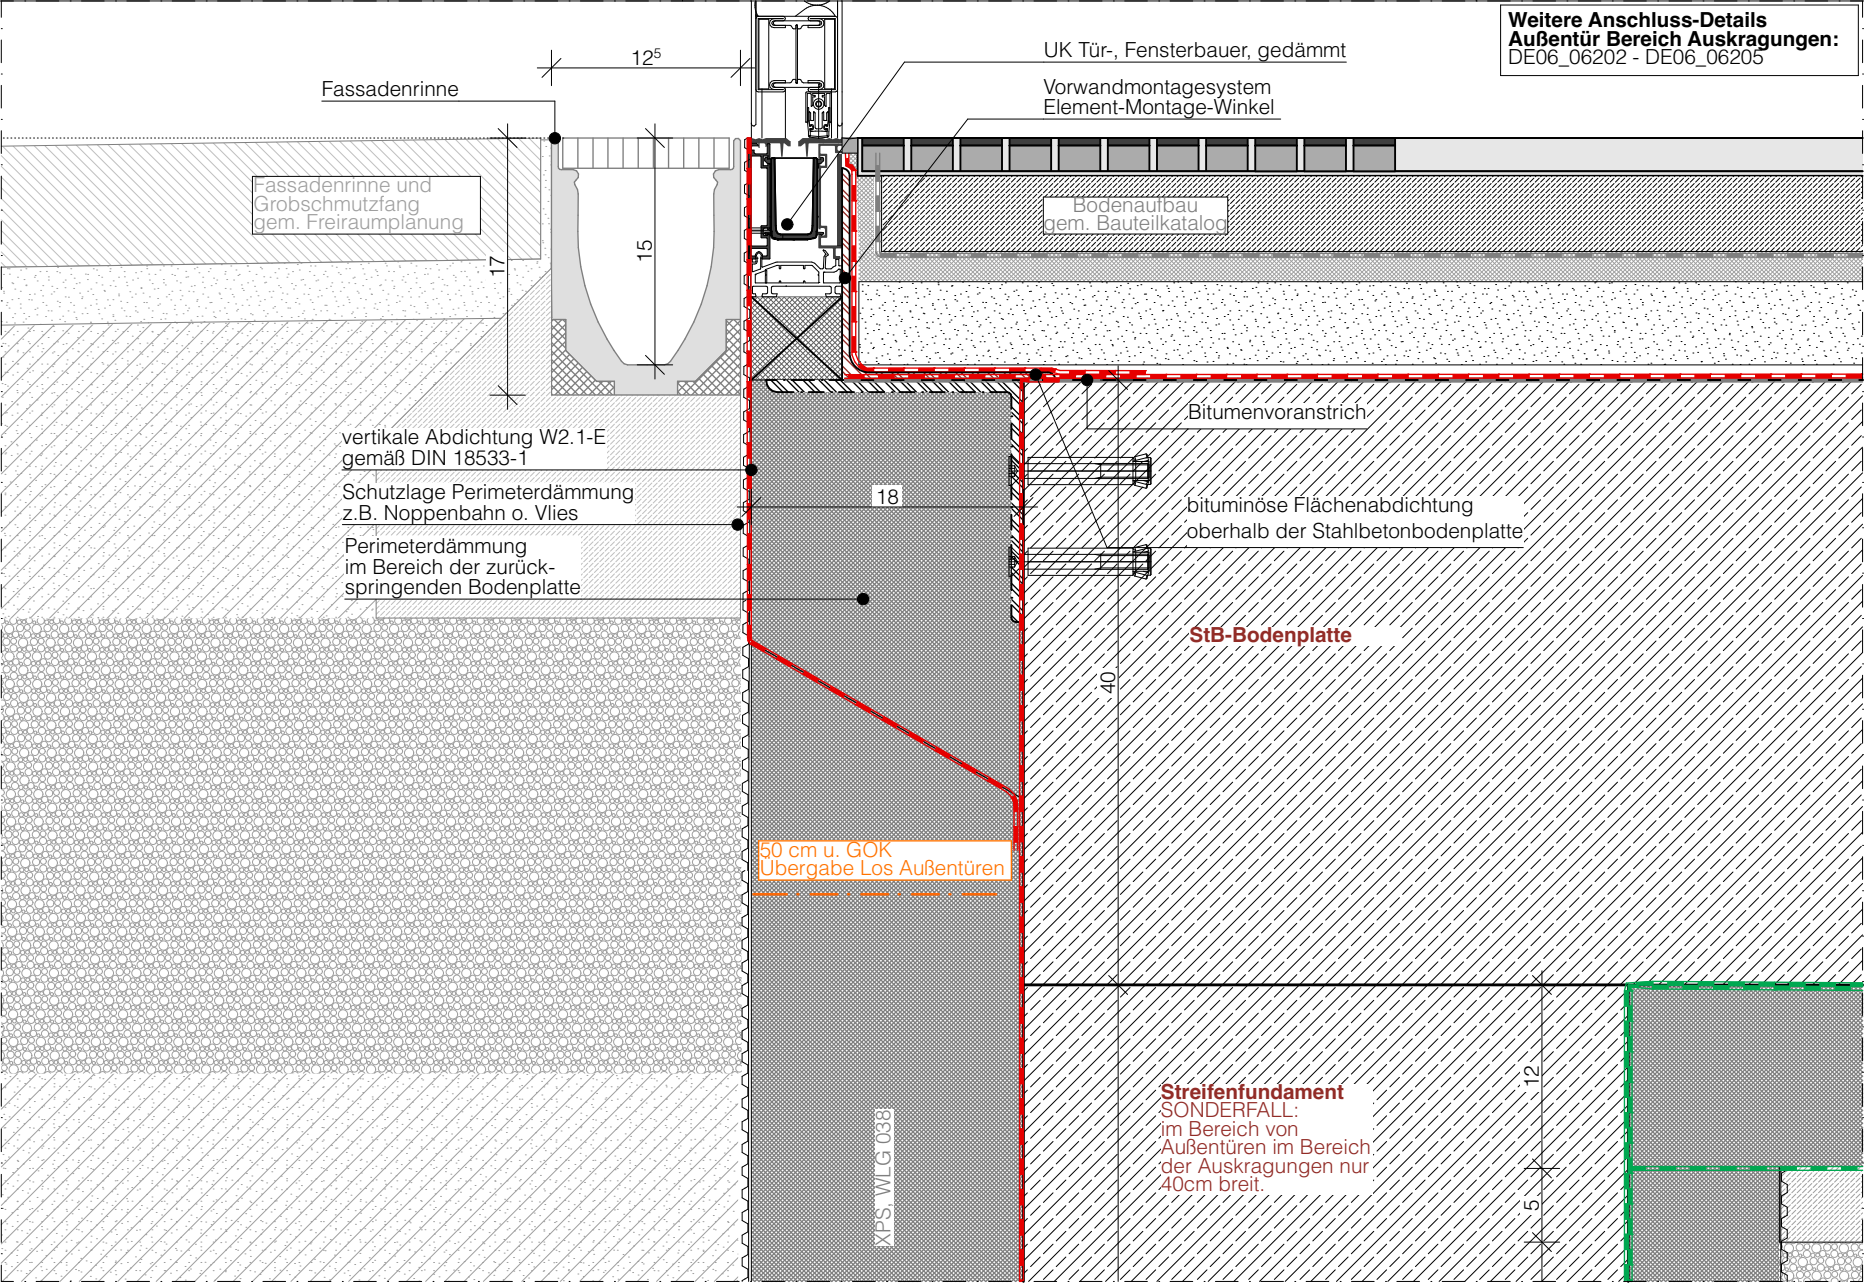 Weitere Anschluss-Details
Außentür Bereich Auskragungen:
DE06_06202 - DE06_06205
UK Tür-, Fensterbauer, gedämmt
12⁵
Fassadenrinne
Vorwandmontagesystem
Element-Montage-Winkel
Fassadenrinne und
Grobschmutzfang
gem. Freiraumplanung
17
15
Bodenaufbau
gem. Bauteilkatalog
Bitumenvoranstrich
vertikale Abdichtung W2.1-E
gemäß DIN 18533-1
Schutzlage Perimeterdämmung
z.B. Noppenbahn o. Vlies
18
bituminöse Flächenabdichtung
oberhalb der Stahlbetonbodenplatte
Perimeterdämmung
im Bereich der zurück-
springenden Bodenplatte
StB-Bodenplatte
40
50 cm u. GOK
Übergabe Los Außentüren
Streifenfundament
SONDERFALL:
im Bereich von
Außentüren im Bereich
der Auskragungen nur
40cm breit.
12
5
XPS, WLG 038